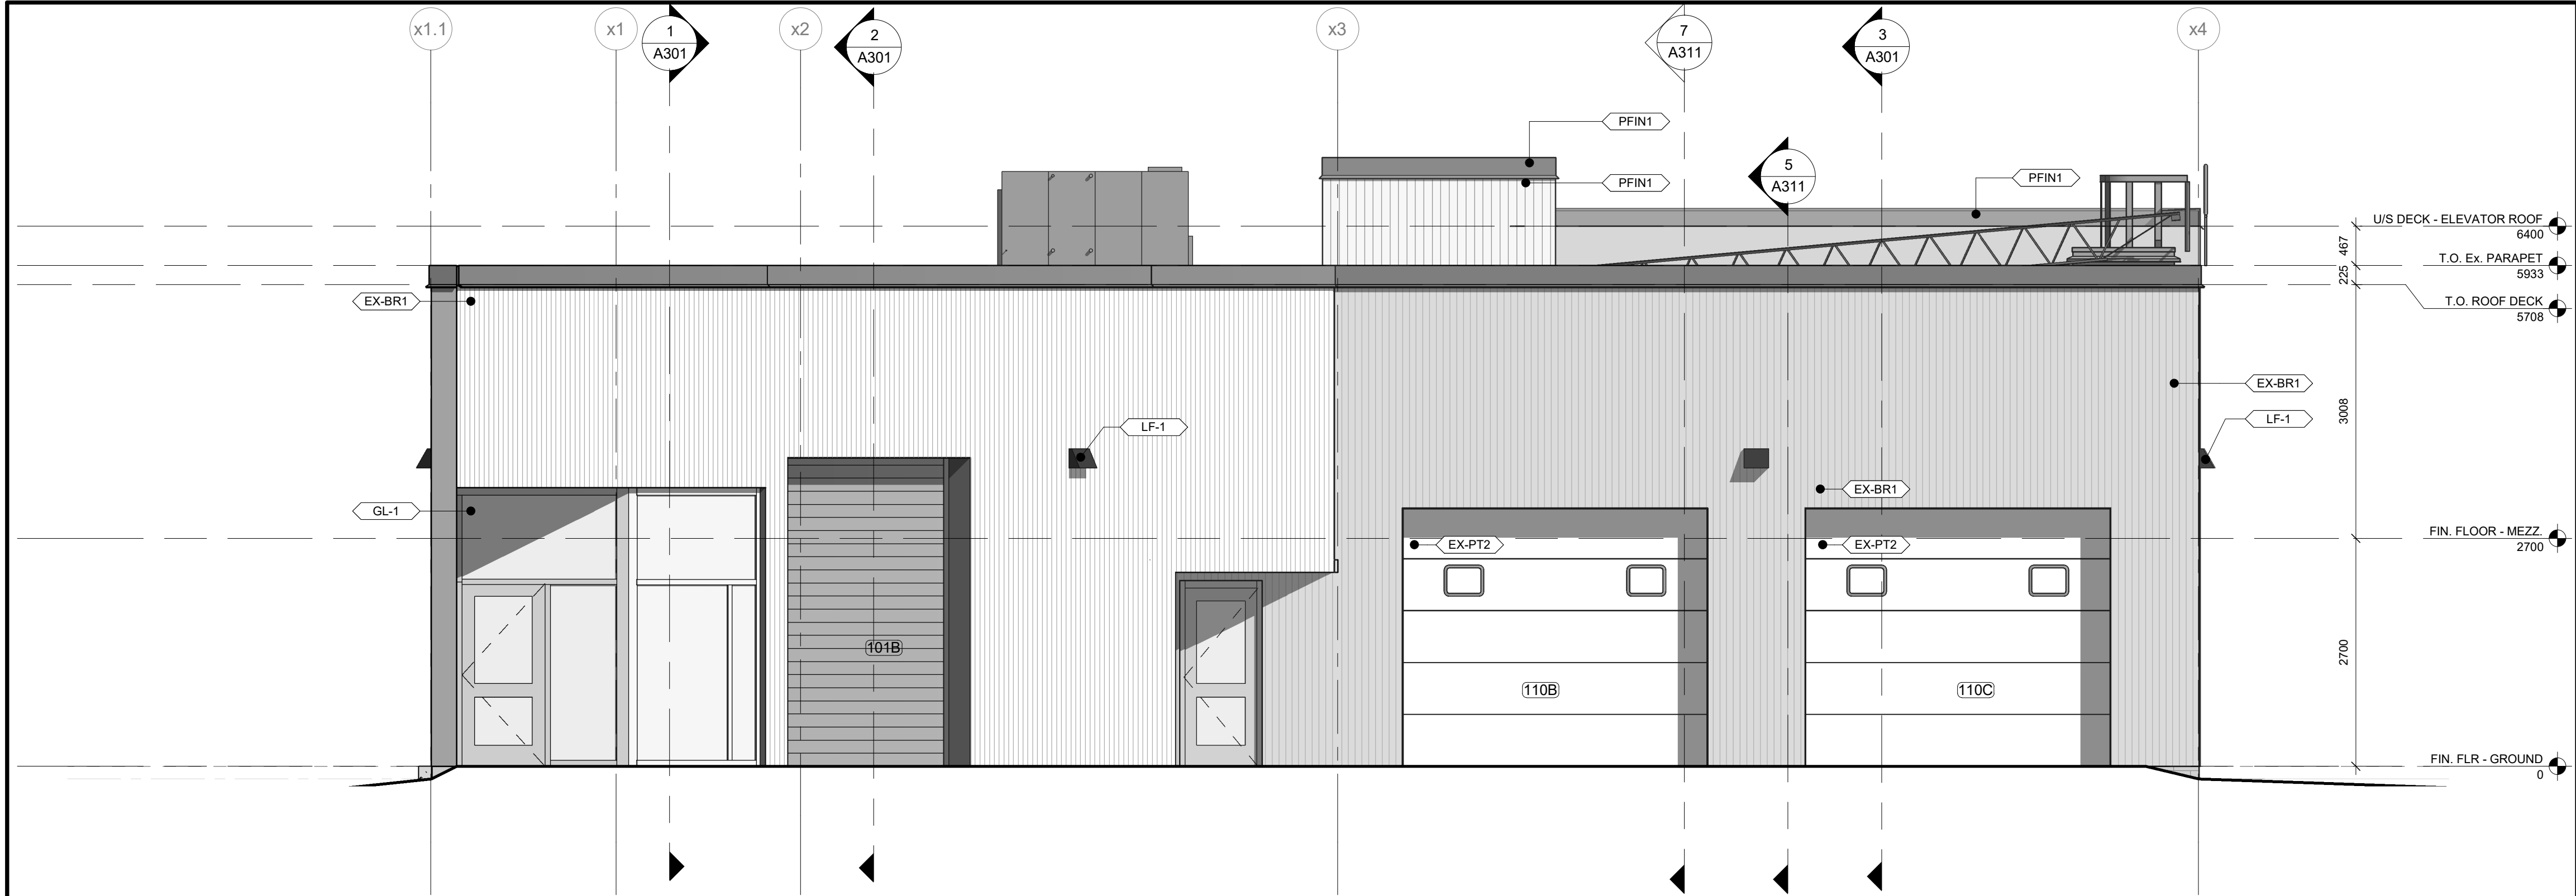 x1.1
x1
1
A301
x2
2
A301
x3
7
A311
3
A301
x4
PFIN1
PFIN1
5
A311
PFIN1
U/S DECK - ELEVATOR ROOF
6400
467
T.O. Ex. PARAPET
5933
225
T.O. ROOF DECK
5708
EX-BR1
EX-BR1
3008
LF-1
LF-1
EX-BR1
GL-1
FIN. FLOOR - MEZZ.
2700
EX-PT2
EX-PT2
101B
2700
110B
110C
FIN. FLR - GROUND
0